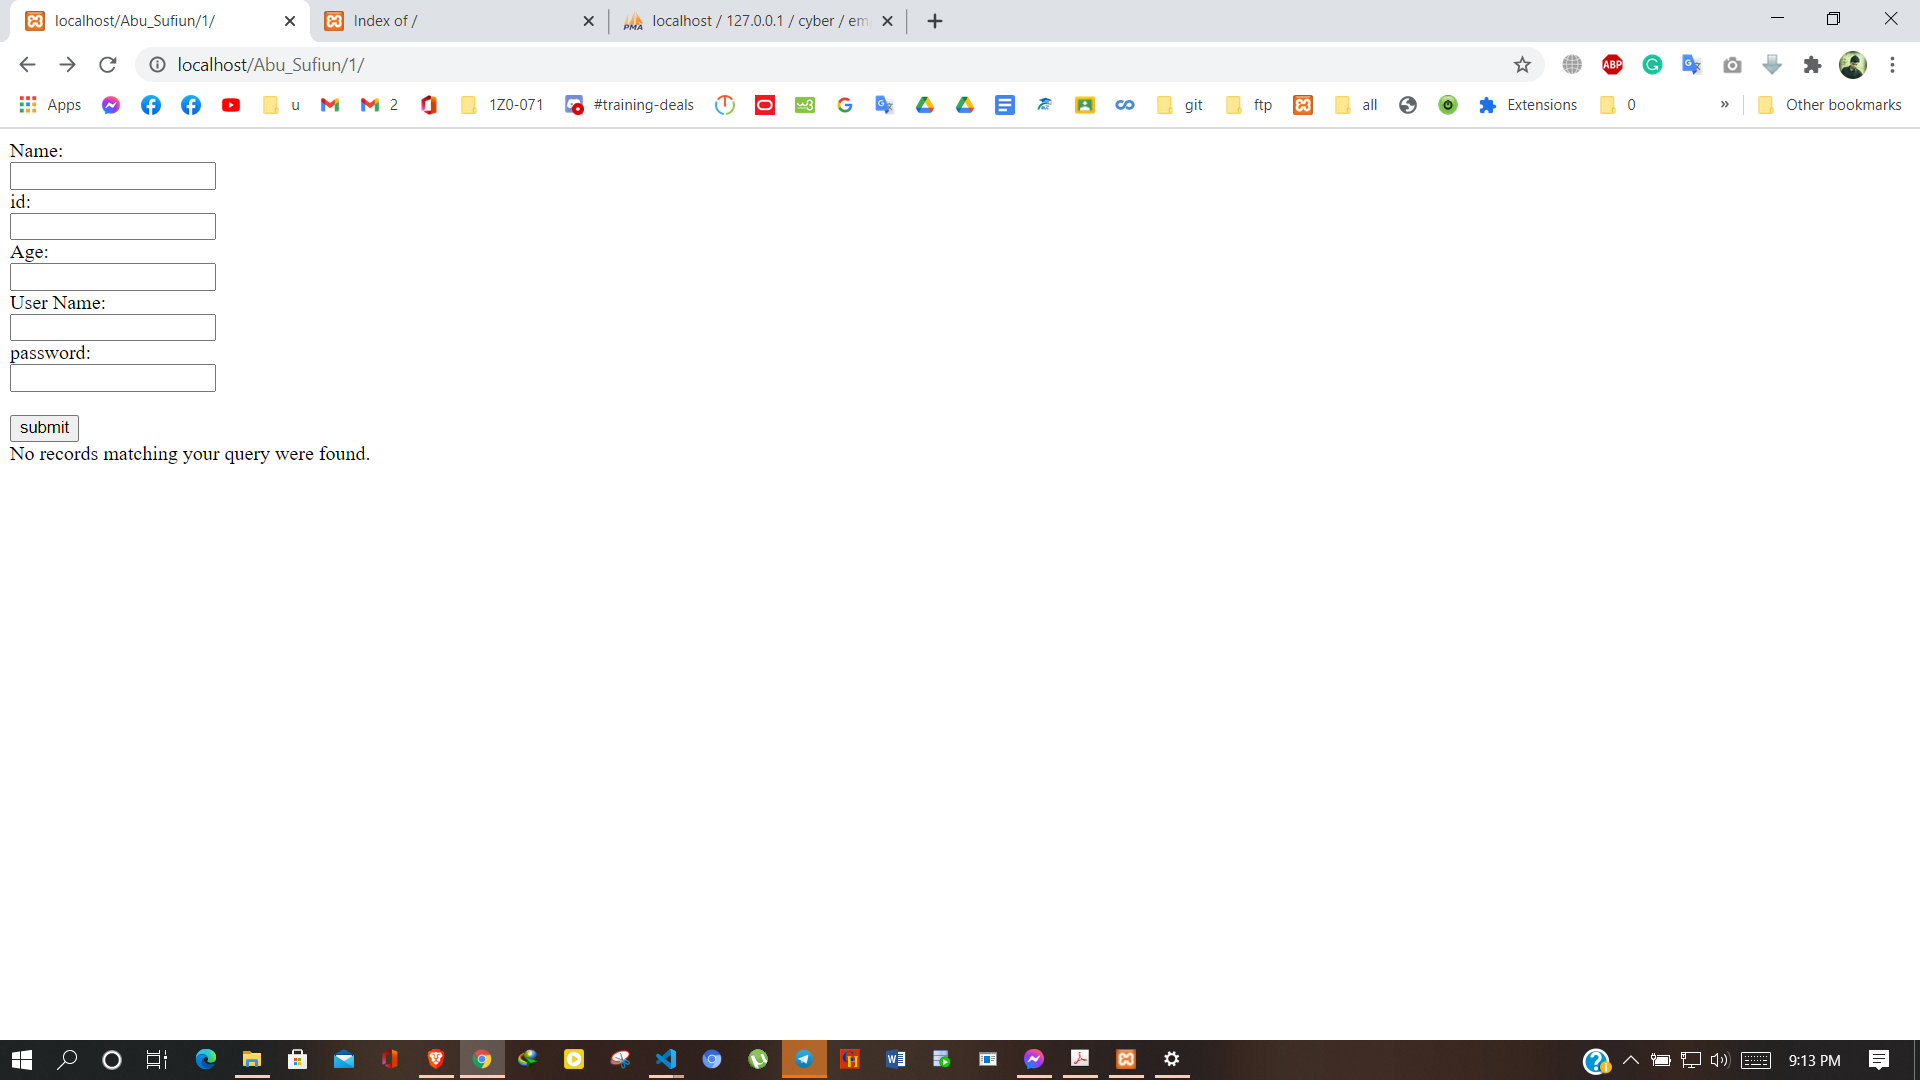 localhost/Abu_Sufiun/1/
Index of /
localhost / 127.0.0.1 / cyber / em
localhost/Abu_Sufiun/1/
ABP
Apps
u
2
1Z0-071
#training-deals
git
ftp
all
Extensions
0
»
Other bookmarks
Name:
id:
Age:
User Name:
password:
submit
No records matching your query were found.
9:13 PM